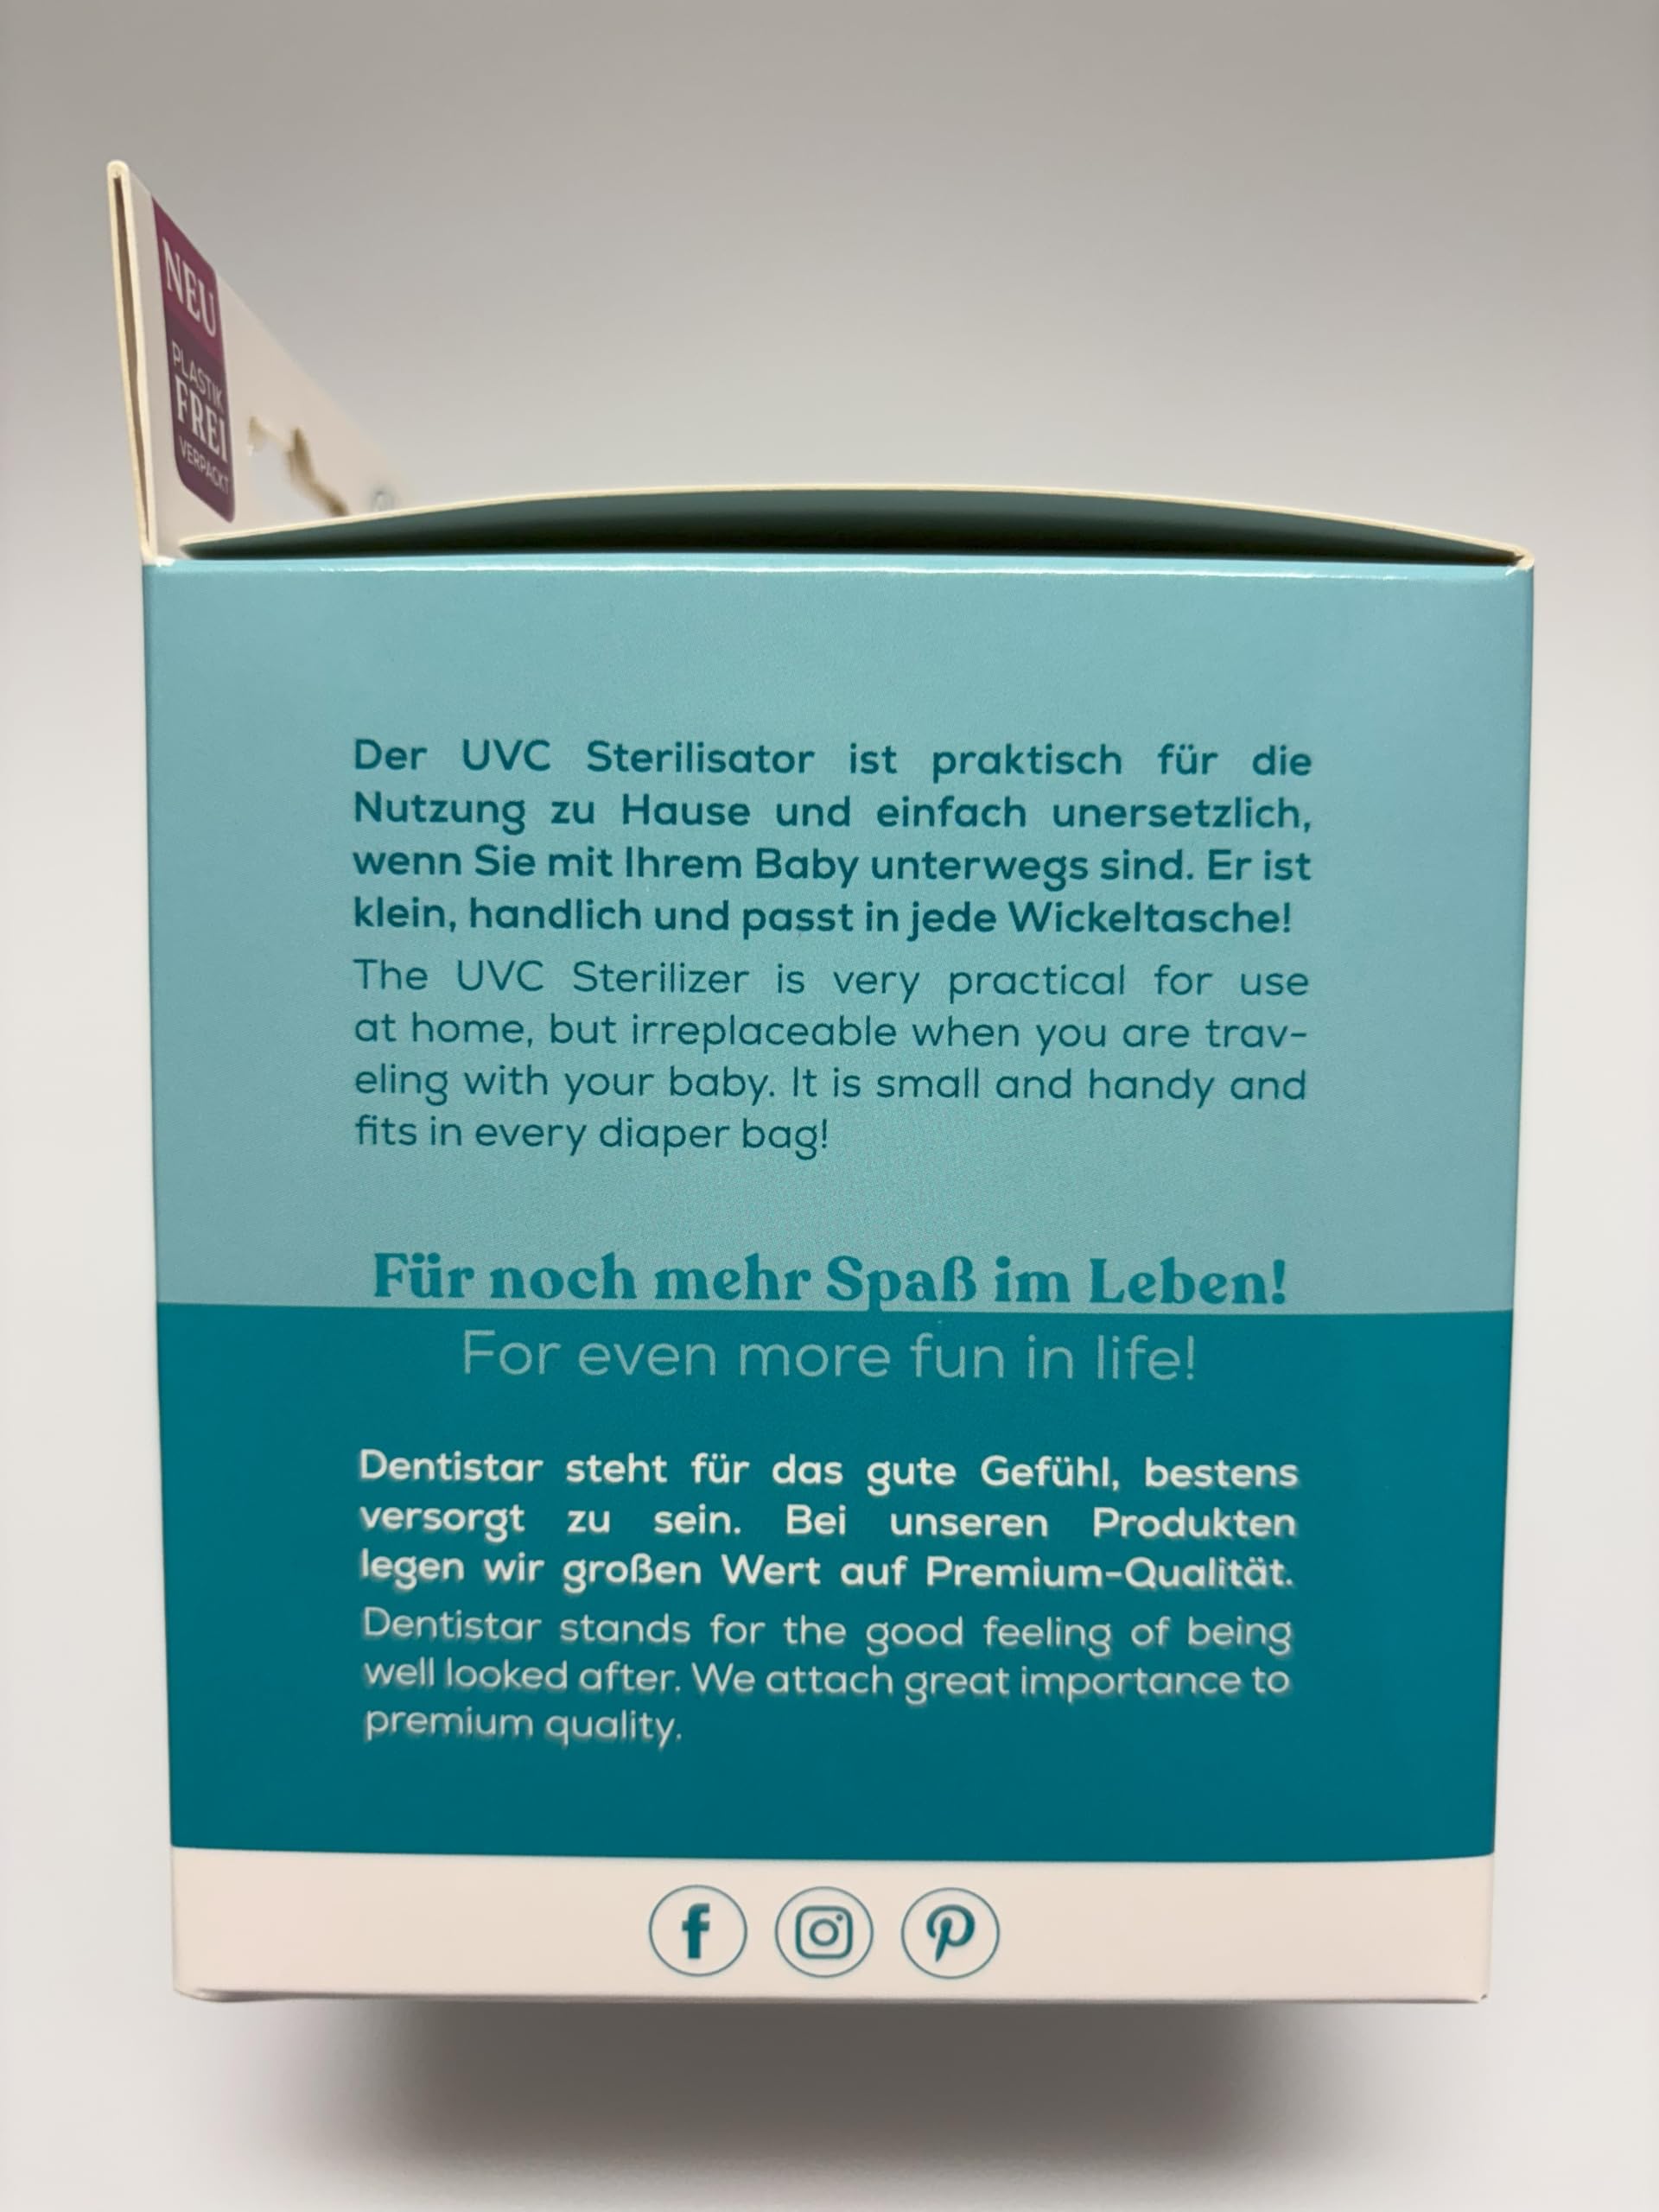 NEU
PLASTIK
FREI
VERPACKT
Der UVC Sterilisator ist praktisch für die
Nutzung zu Hause und einfach unersetzlich,
wenn Sie mit Ihrem Baby unterwegs sind. Er ist
klein, handlich und passt in jede Wickeltasche!
The UVC Sterilizer is very practical for use
at home, but irreplaceable when you are trav-
eling with your baby. It is small and handy and
fits in every diaper bag!
Für noch mehr Spaß im Leben!
For even more fun in life!
Dentistar steht für das gute Gefühl, bestens
versorgt zu sein. Bei unseren Produkten
legen wir großen Wert auf Premium-Qualität.
Dentistar stands for the good feeling of being
well looked after. We attach great importance to
premium quality.